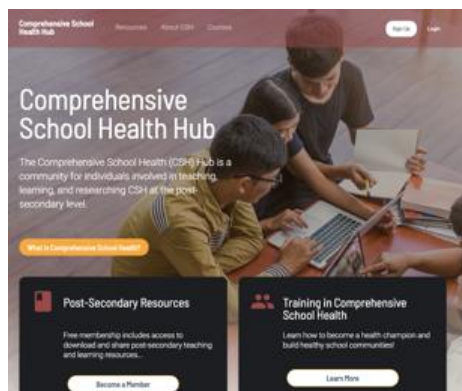 Comprehensive School
Health Hub
Resources About CSH Courses
Sign Up Login
Comprehensive
School Health Hub
The Comprehensive School Health (CSH) Hub is a
community for individuals involved in teaching,
learning, and researching CSH at the post-
secondary level.
What is Comprehensive School Health?
Post-Secondary Resources
Free membership includes access to
download and share post-secondary teaching
and learning resources...
Become a Member
Training in Comprehensive
School Health
Learn how to become a health champion and
build healthy school communities!
Learn More